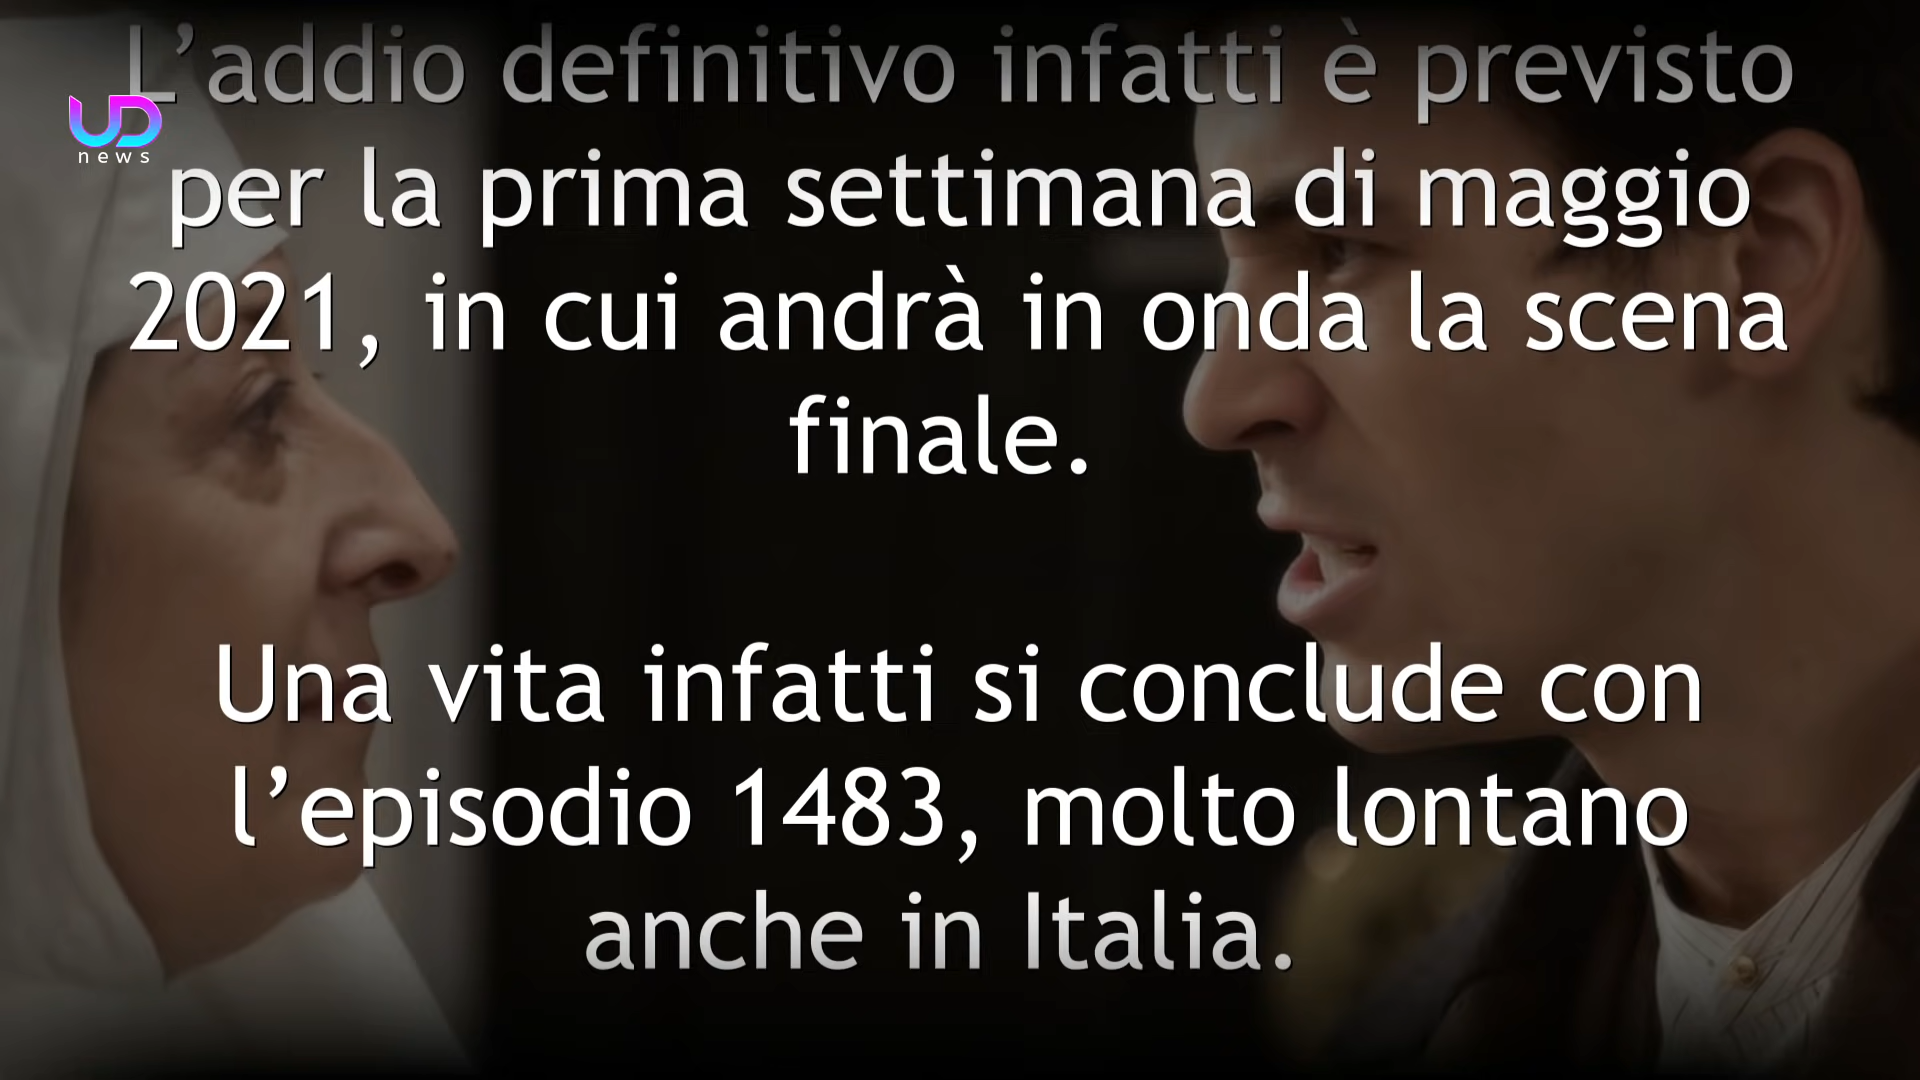 L’addio definitivo infatti è previsto
UD
news
per la prima settimana di maggio
2021, in cui andrà in onda la scena
finale.
Una vita infatti si conclude con
l’episodio 1483, molto lontano
anche in Italia.